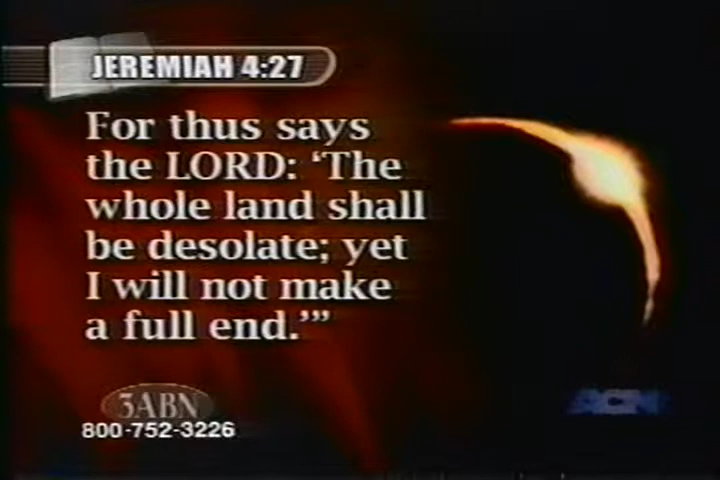 JEREMIAH 4:27
For thus says
the LORD: ‘The
whole land shall
be desolate; yet
I will not make
a full end.’”
3ABN
800-752-3226
ACN